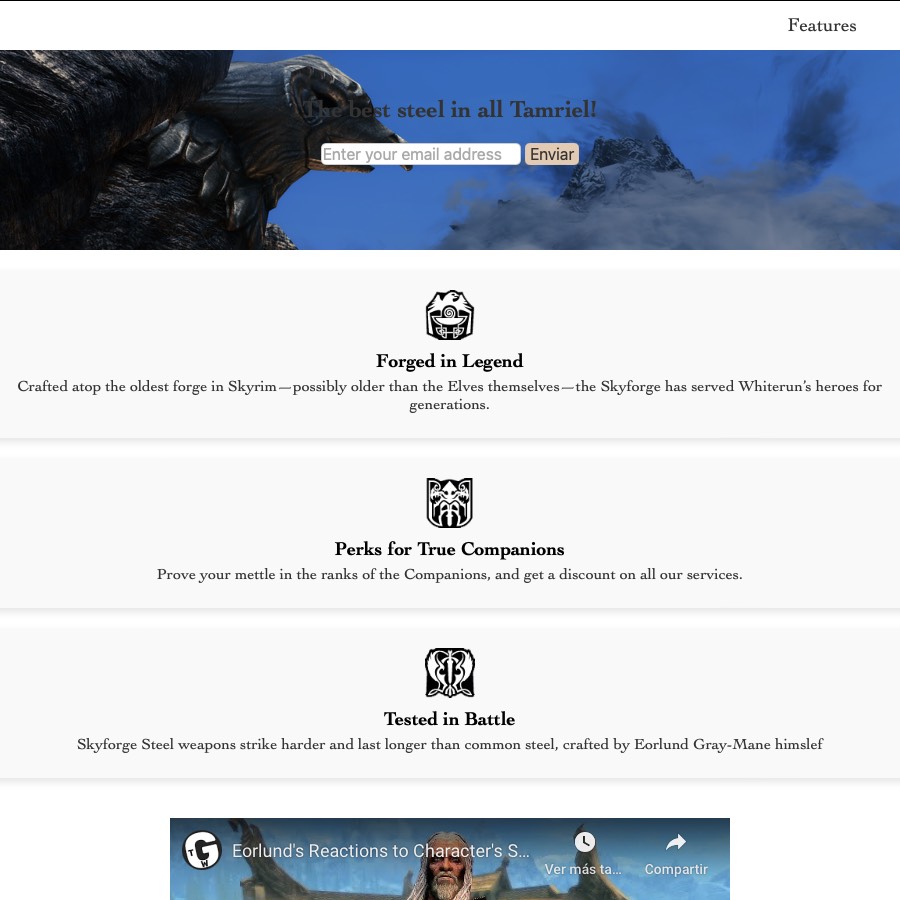 Features
The best steel in all Tamriel!
Enter your email address
Enviar
Forged in Legend
Crafted atop the oldest forge in Skyrim—possibly older than the Elves themselves—the Skyforge has served Whiterun’s heroes for
generations.
Perks for True Companions
Prove your mettle in the ranks of the Companions, and get a discount on all our services.
Tested in Battle
Skyforge Steel weapons strike harder and last longer than common steel, crafted by Eorlund Gray-Mane himslef
TGW
Eorlund's Reactions to Character's S...
Ver más ta...
Compartir